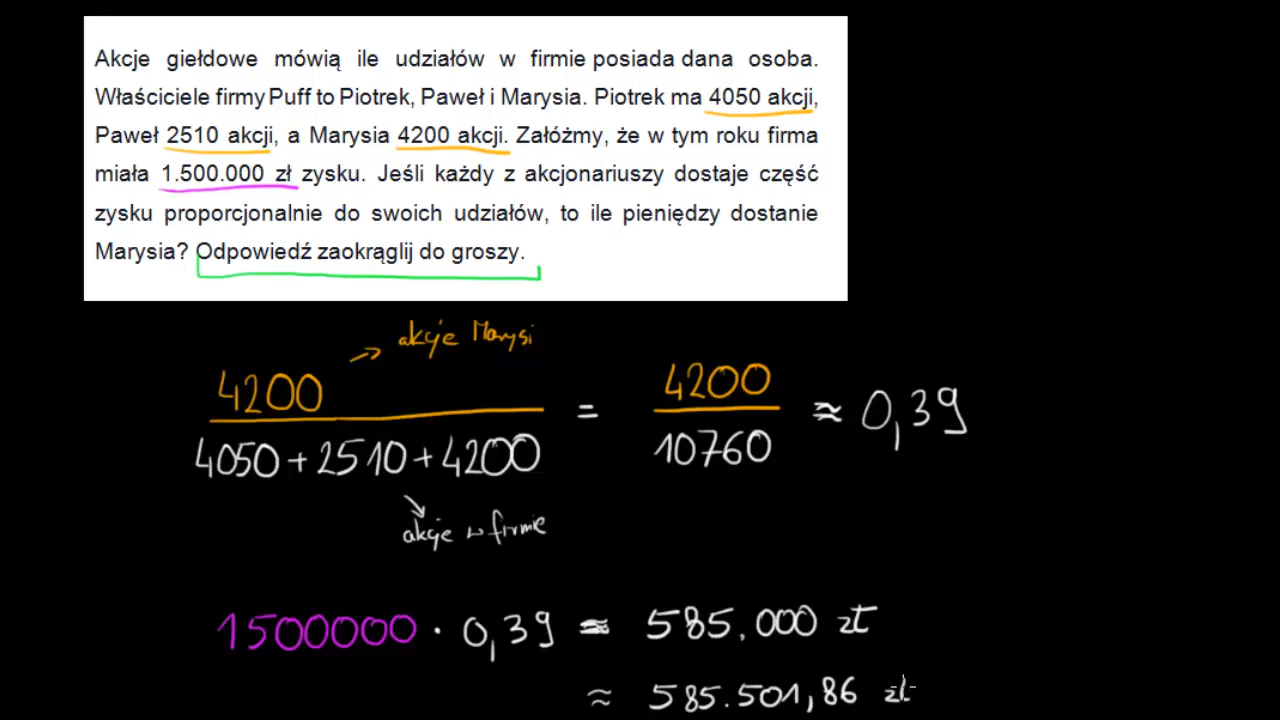 Akcje giełdowe mówią ile udziałów w firmie posiada dana osoba.
Właściciele firmy Puff to Piotrek, Paweł i Marysia. Piotrek ma 4050 akcji,
Paweł 2510 akcji, a Marysia 4200 akcji. Załóżmy, że w tym roku firma
miała 1.500.000 zł zysku. Jeśli każdy z akcjonariuszy dostaje część
zysku proporcjonalnie do swoich udziałów, to ile pieniędzy dostanie
Marysia? Odpowiedź zaokrąglij do groszy.
→ akcje Marysi
4200 = 4200 ≈ 0,39
4050+2510+4200 10760
akcje w firmie
1500000 · 0,39 ≈ 585.000 zł
≈ 585.501,86 zł